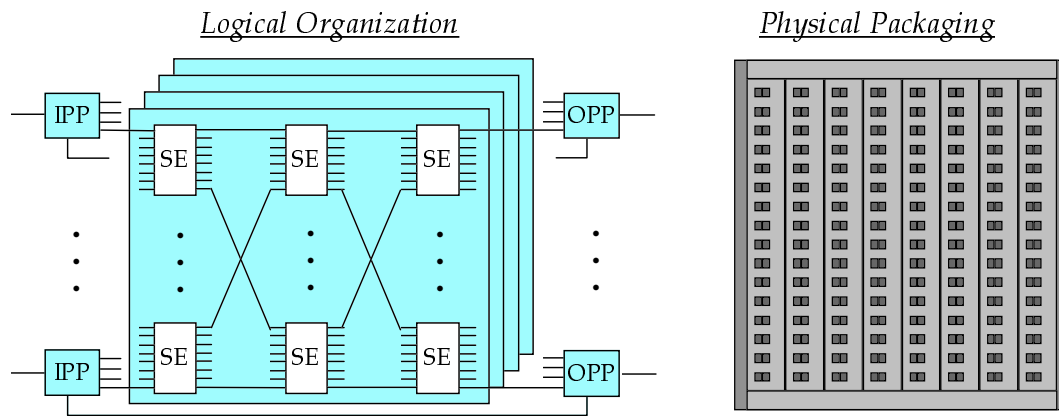 Logical Organization
Physical Packaging
IPP
OPP
SE SE SE
SE SE SE
IPP
OPP